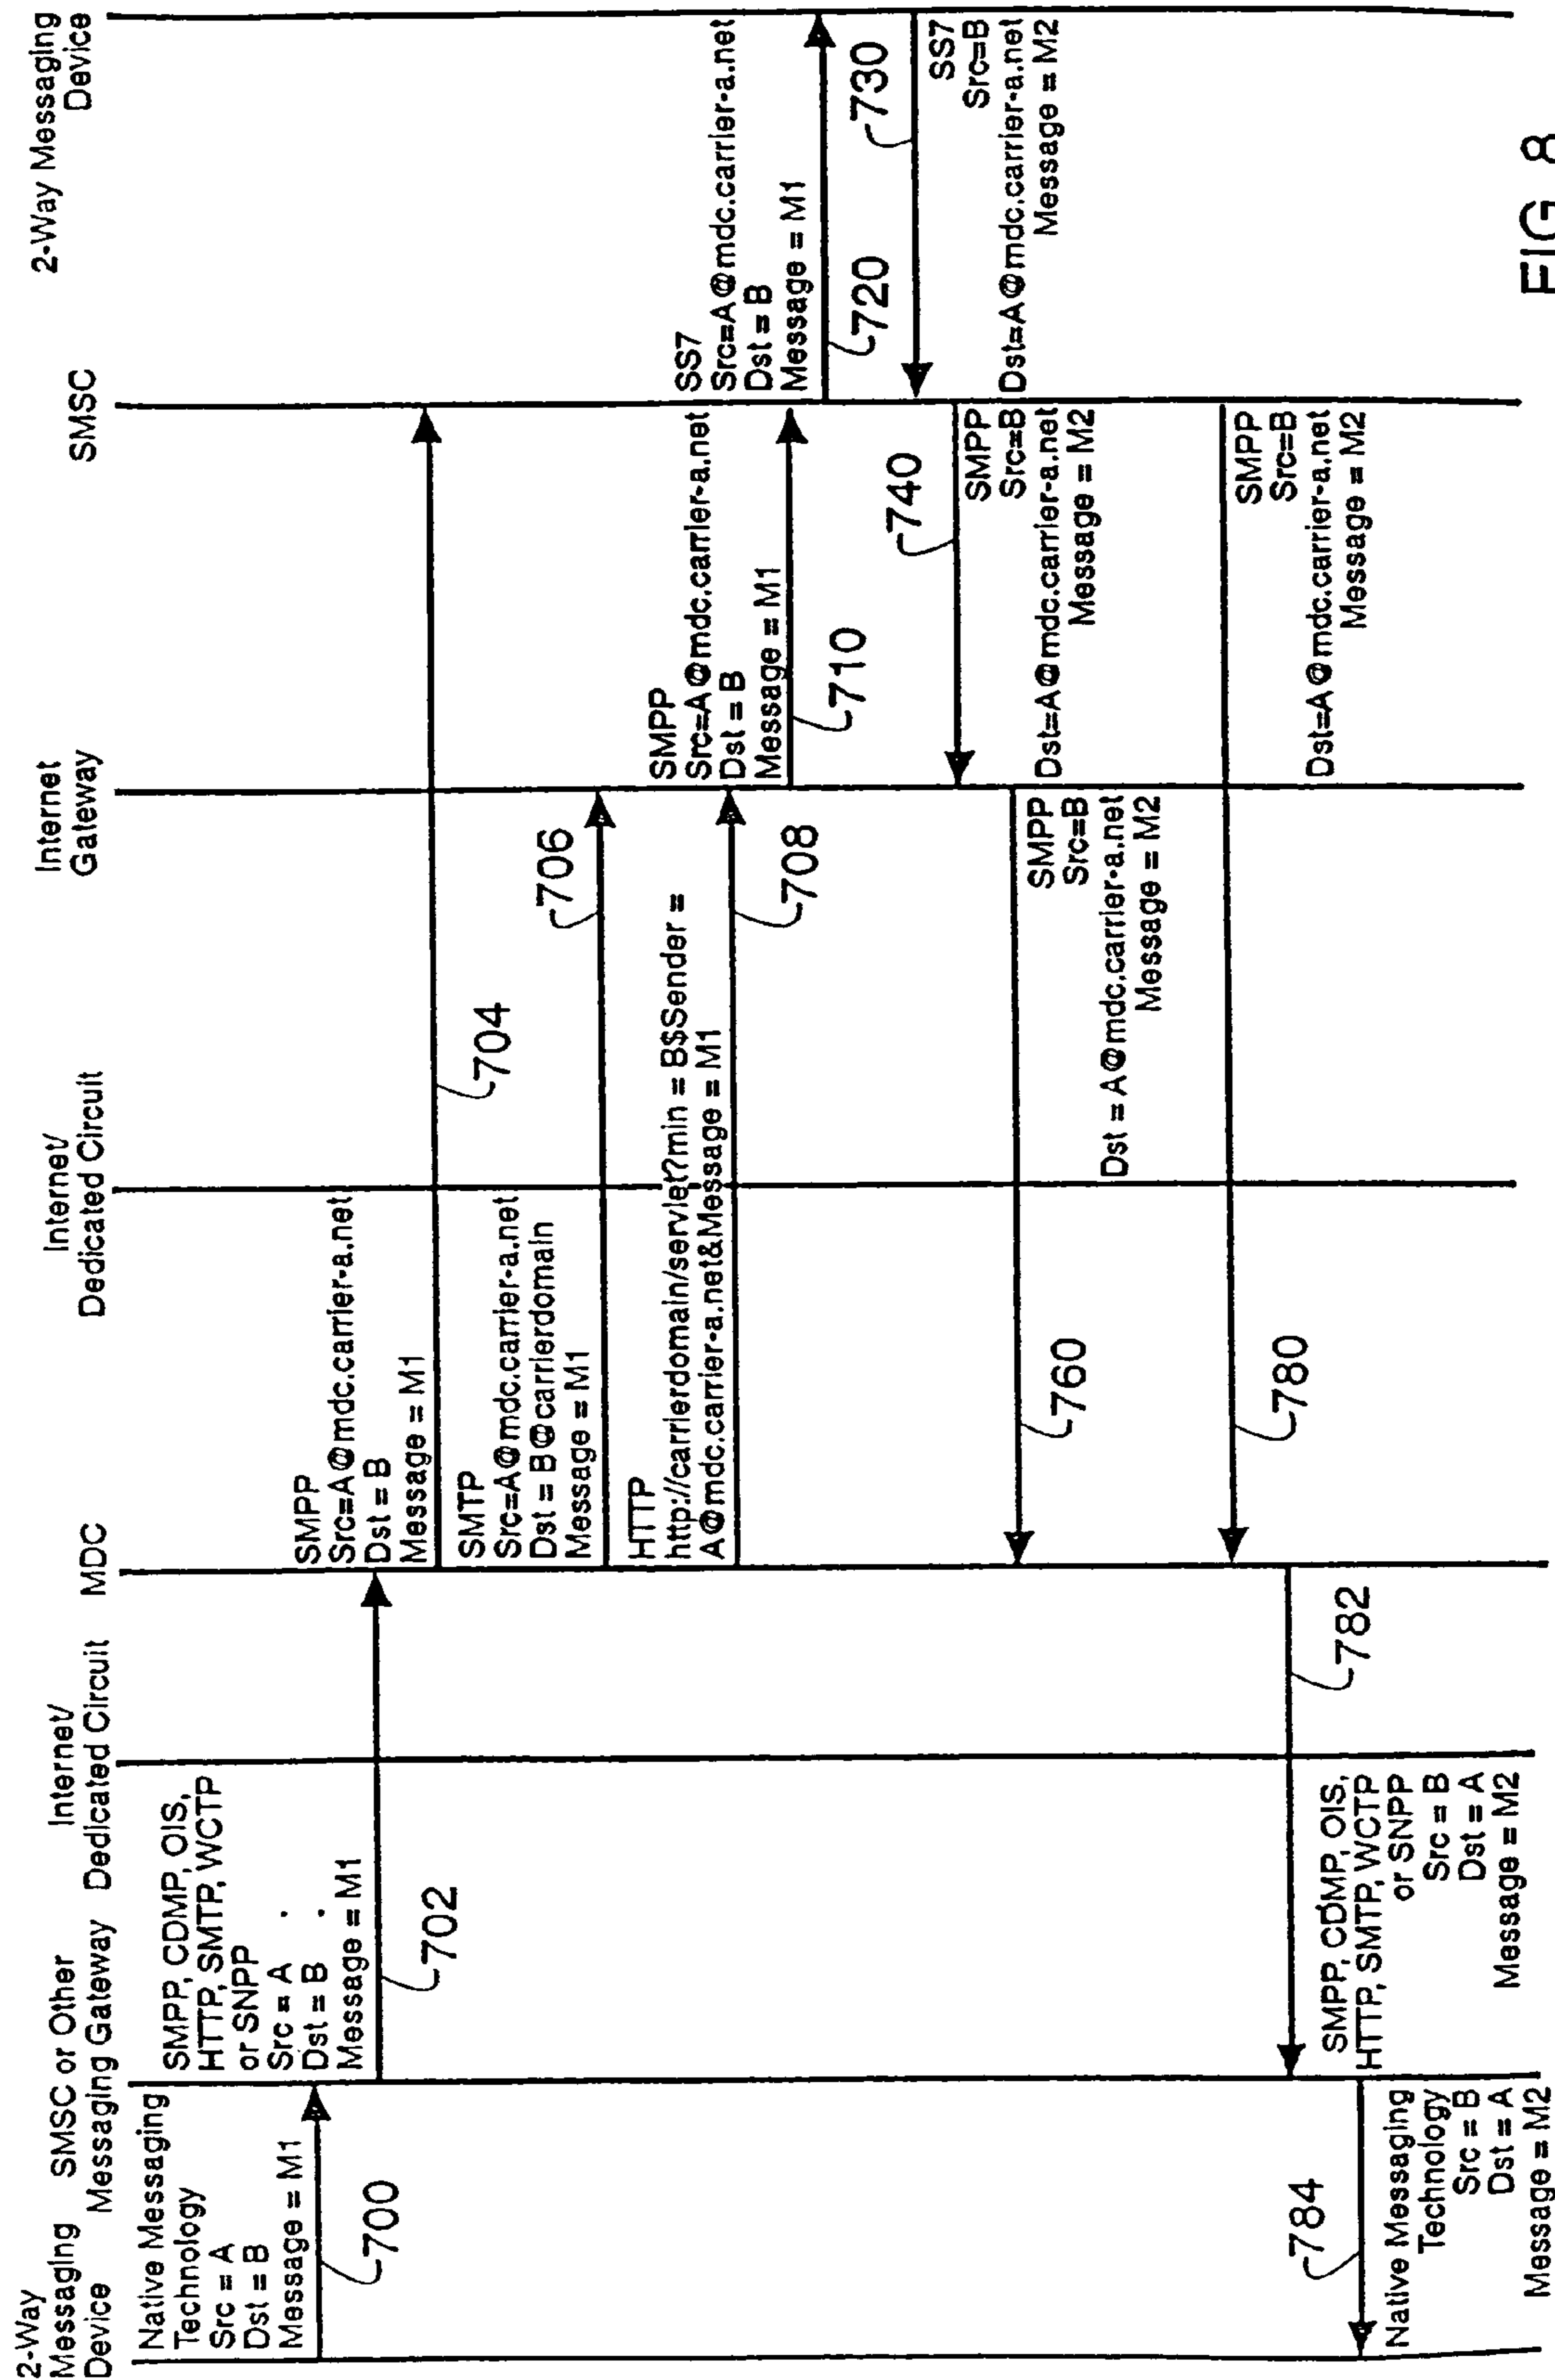 2-Way
Messaging
Device
SMSC or Other
Messaging Gateway
Internet/
Dedicated Circuit
MDC
Internet/
Dedicated Circuit
Internet
Gateway
SMSC
2-Way Messaging
Device
Native Messaging
Technology
Src = A
Dst = B
Message = M1
700
SMPP, CDMP, OIS,
HTTP, SMTP, WCTP
or SNPP
Src = A
Dst = B
Message = M1
702
SMPP
Src=A@mdc.carrier-a.net
Dst = B
Message = M1
704
SMTP
Src=A@mdc.carrier-a.net
Dst = B@carrierdomain
Message = M1
706
HTTP
http://carrierdomain/servlet?min = B$Sender =
A@mdc.carrier-a.net&Message = M1
708
SMPP
Src=A@mdc.carrier-a.net
Dst = B
Message = M1
710
SS7
Src=A@mdc.carrier-a.net
Dst = B
Message = M1
720
730
SS7
Src=B
Dst=A@mdc.carrier-a.net
Message = M2
740
SMPP
Src=B
Dst=A@mdc.carrier-a.net
Message = M2
760
SMPP
Src=B
Dst = A@mdc.carrier-a.net
Message = M2
780
SMPP
Src=B
Dst=A@mdc.carrier-a.net
Message = M2
782
SMPP, CDMP, OIS,
HTTP, SMTP, WCTP
or SNPP
Src = B
Dst = A
Message = M2
784
Native Messaging
Technology
Src = B
Dst = A
Message = M2
FIG. 8